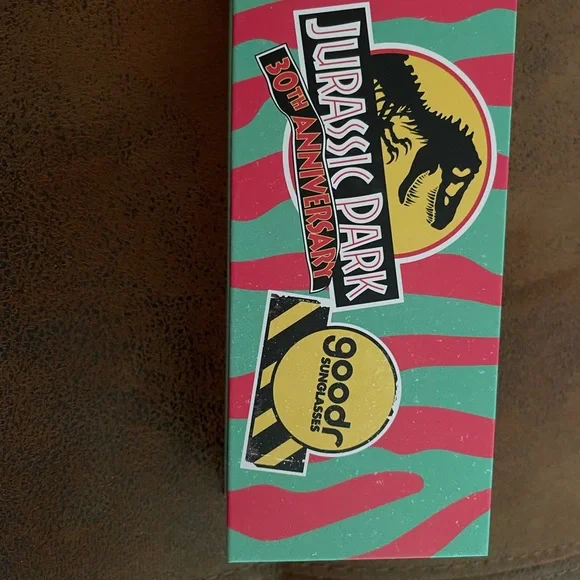 JURASSIC PARK
30TH ANNIVERSARY
goodr
SUNGLASSES